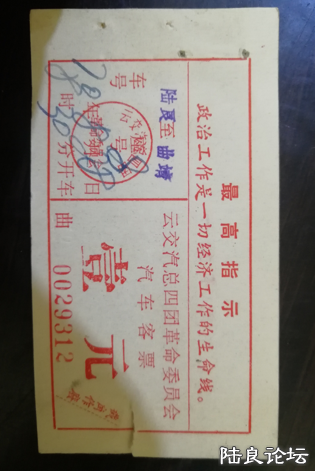 最高指示
政治工作是一切经济工作的生命线。
云交汽总四团革命委员会
汽车客票
壹元
陆良至曲靖
车号 号
日
时30分开车
曲 0029312
陆良论坛